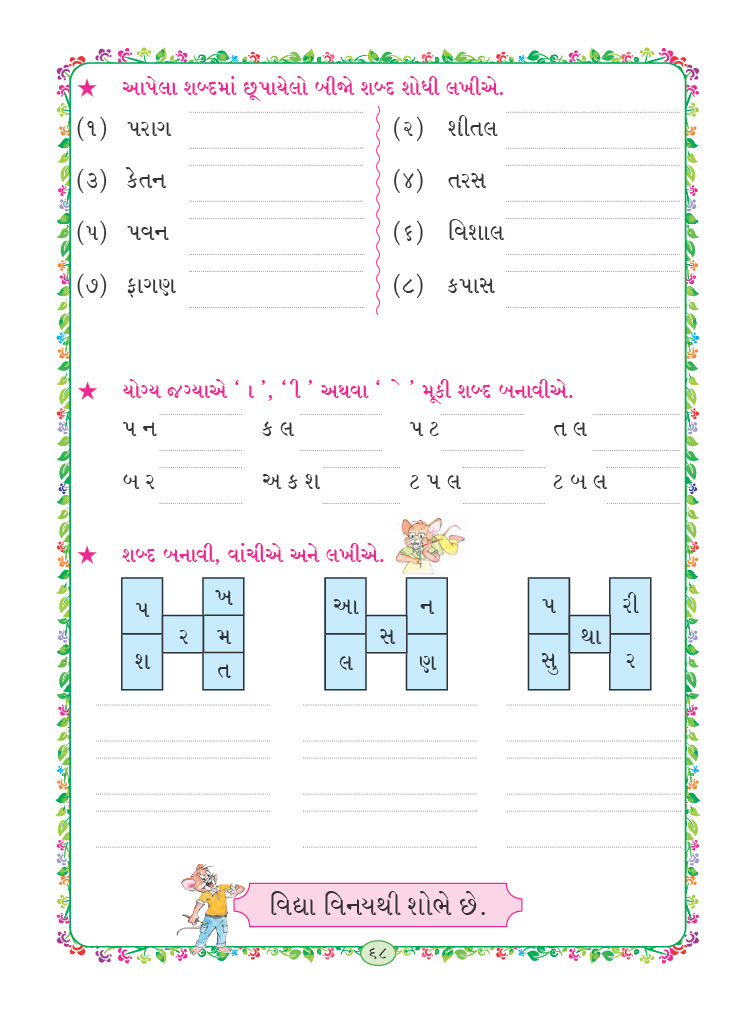 ★ આપેલા શબ્દમાં છૂપાયેલો બીજો શબ્દ શોધી લખીએ.
(૧) પરાગ (૨) શીતલ
(૩) કેતન (૪) તરસ
(૫) પવન (૬) વિશાલ
(૭) ફાગણ (૮) કપાસ
★ યોગ્ય જગ્યાએ ‘ ા ’, ‘ ી ’ અથવા ‘ ે ’ મૂકી શબ્દ બનાવીએ.
પ ન ક લ પ ટ ત લ
બ ર અ ક શ ટ પ લ ટ બ લ
★ શબ્દ બનાવી, વાંચીએ અને લખીએ.
પ ખ આ ન પ રી
ર મ સ થા
શ ત લ ણ સુ ર
વિદ્યા વિનયથી શોભે છે.
૬૮